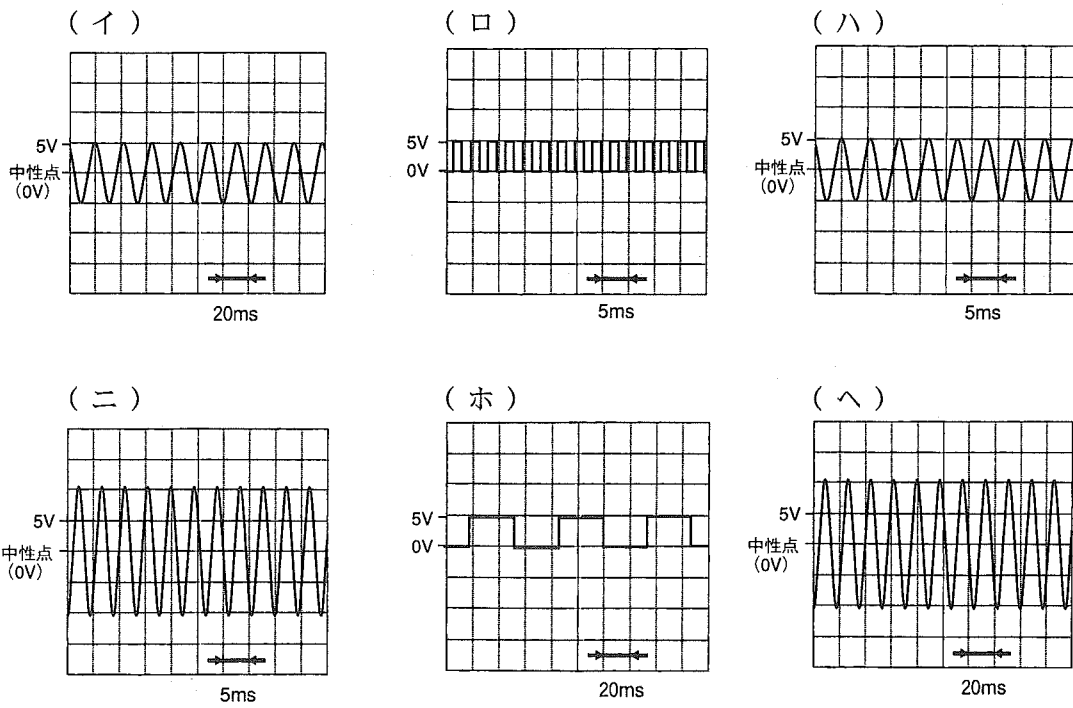 ( イ )
5V
中性点
(0V)
20ms
( ロ )
5V
0V
5ms
( ハ )
5V
中性点
(0V)
5ms
( ニ )
5V
中性点
(0V)
5ms
( ホ )
5V
0V
20ms
( ヘ )
5V
中性点
(0V)
20ms